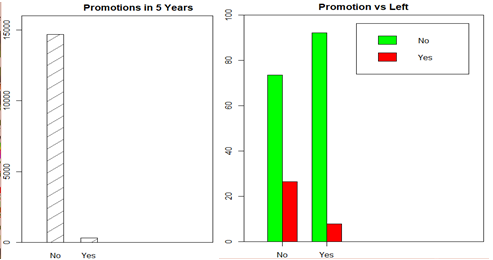 Promotions in 5 Years
15000
10000
5000
0
No Yes
Promotion vs Left
100
80
60
40
20
0
No
Yes
No Yes